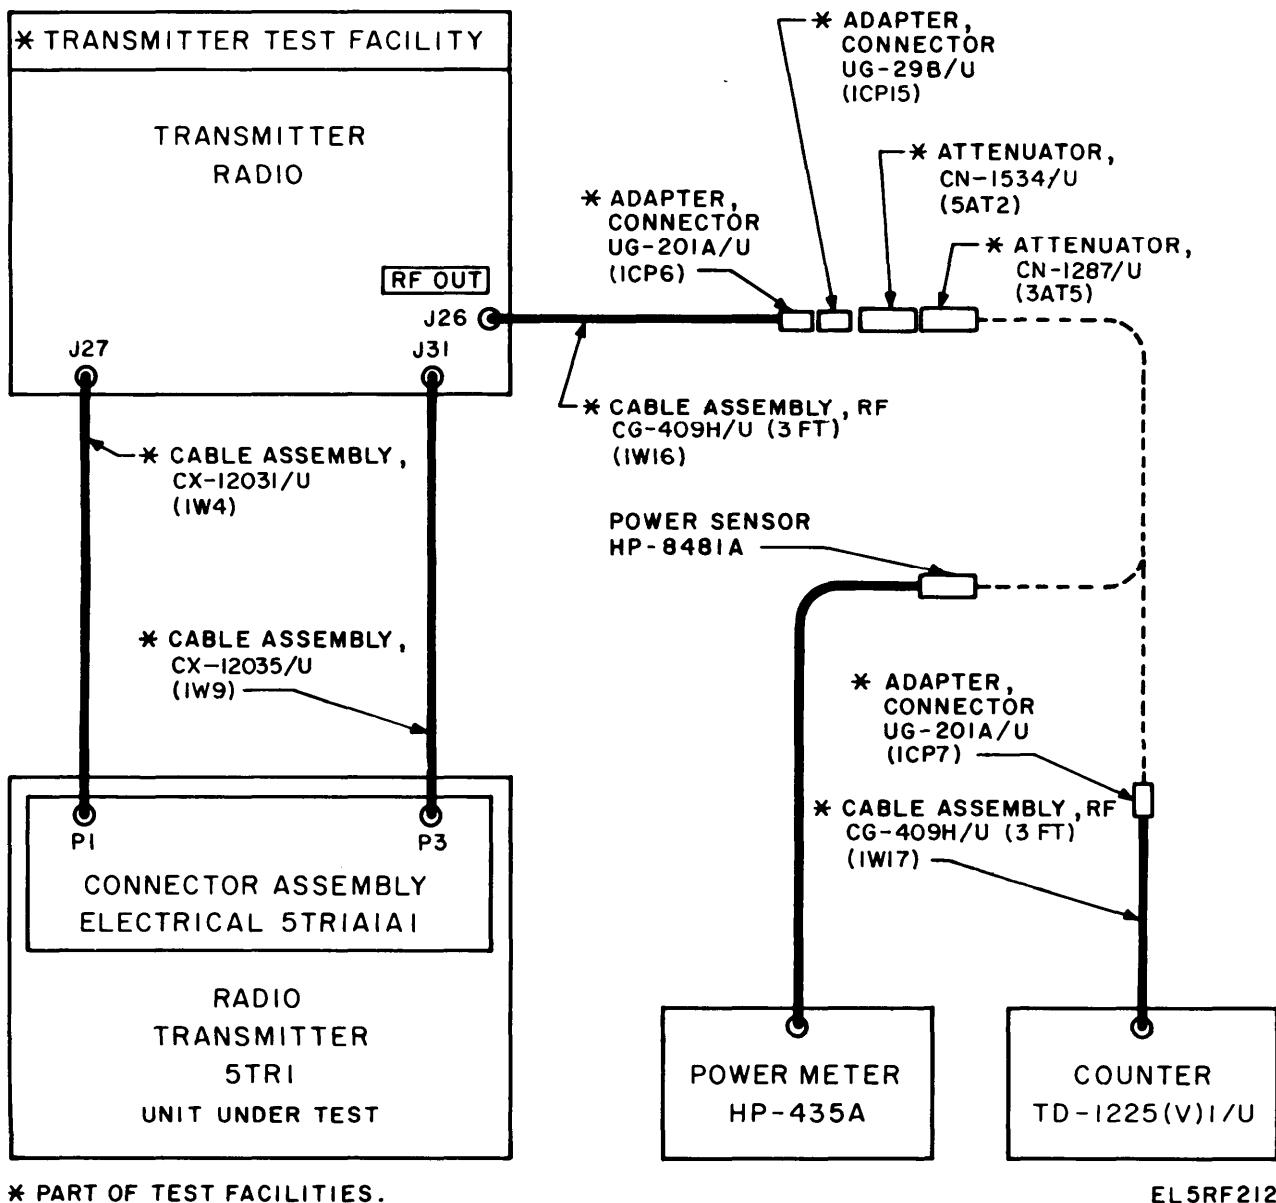 * TRANSMITTER TEST FACILITY
TRANSMITTER
RADIO
RF OUT
J26
J27
J31
* ADAPTER,
CONNECTOR
UG-29B/U
(1CP15)
* ATTENUATOR,
CN-1534/U
(5AT2)
* ADAPTER,
CONNECTOR
UG-201A/U
(1CP6)
* ATTENUATOR,
CN-1287/U
(3AT5)
* CABLE ASSEMBLY, RF
CG-409H/U (3 FT)
(1W16)
* CABLE ASSEMBLY,
CX-12031/U
(1W4)
POWER SENSOR
HP-8481A
* CABLE ASSEMBLY,
CX-12035/U
(1W9)
* ADAPTER,
CONNECTOR
UG-201A/U
(1CP7)
* CABLE ASSEMBLY, RF
CG-409H/U (3 FT)
(1W17)
P1
P3
CONNECTOR ASSEMBLY
ELECTRICAL 5TR1A1A1
RADIO
TRANSMITTER
5TR1
UNIT UNDER TEST
POWER METER
HP-435A
COUNTER
TD-1225(V)1/U
* PART OF TEST FACILITIES.
EL5RF212